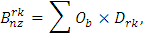 B_{nz}^{rk} = ∑ O_b × D_{rk},